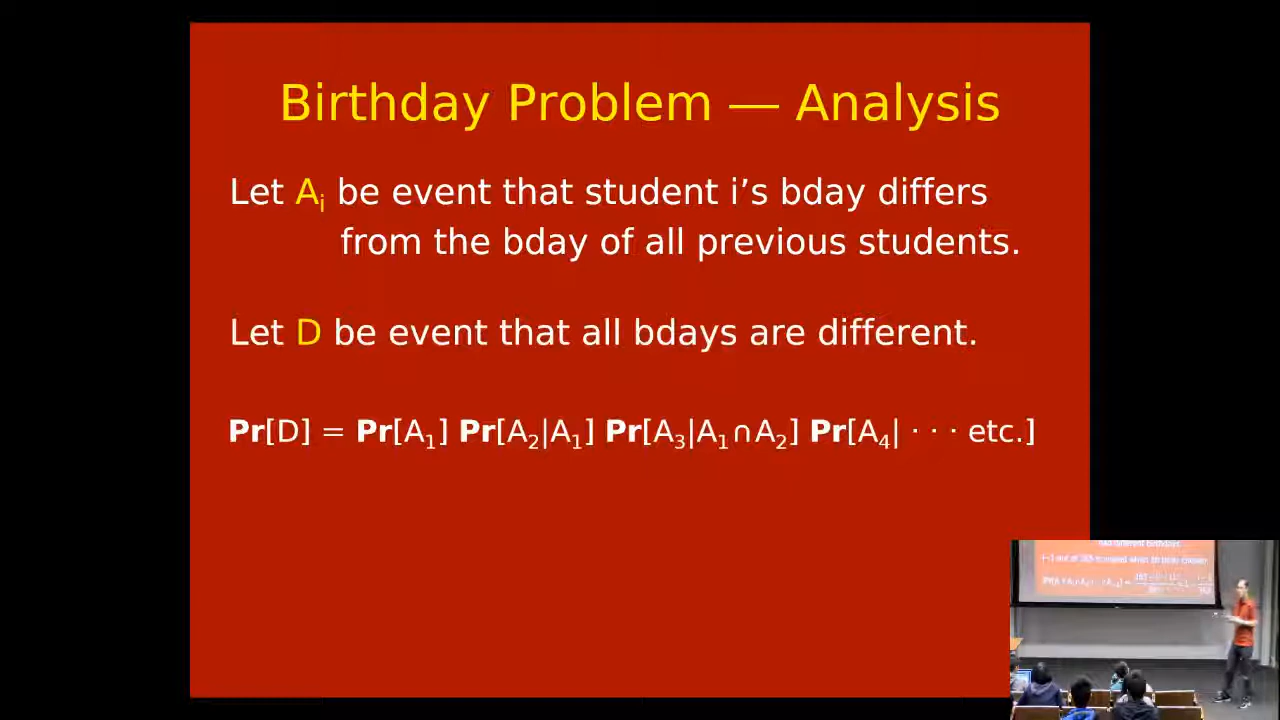 Birthday Problem — Analysis
Let Aᵢ be event that student i’s bday differs
from the bday of all previous students.
Let D be event that all bdays are different.
Pr[D] = Pr[A₁] Pr[A₂|A₁] Pr[A₃|A₁∩A₂] Pr[A₄| · · · etc.]